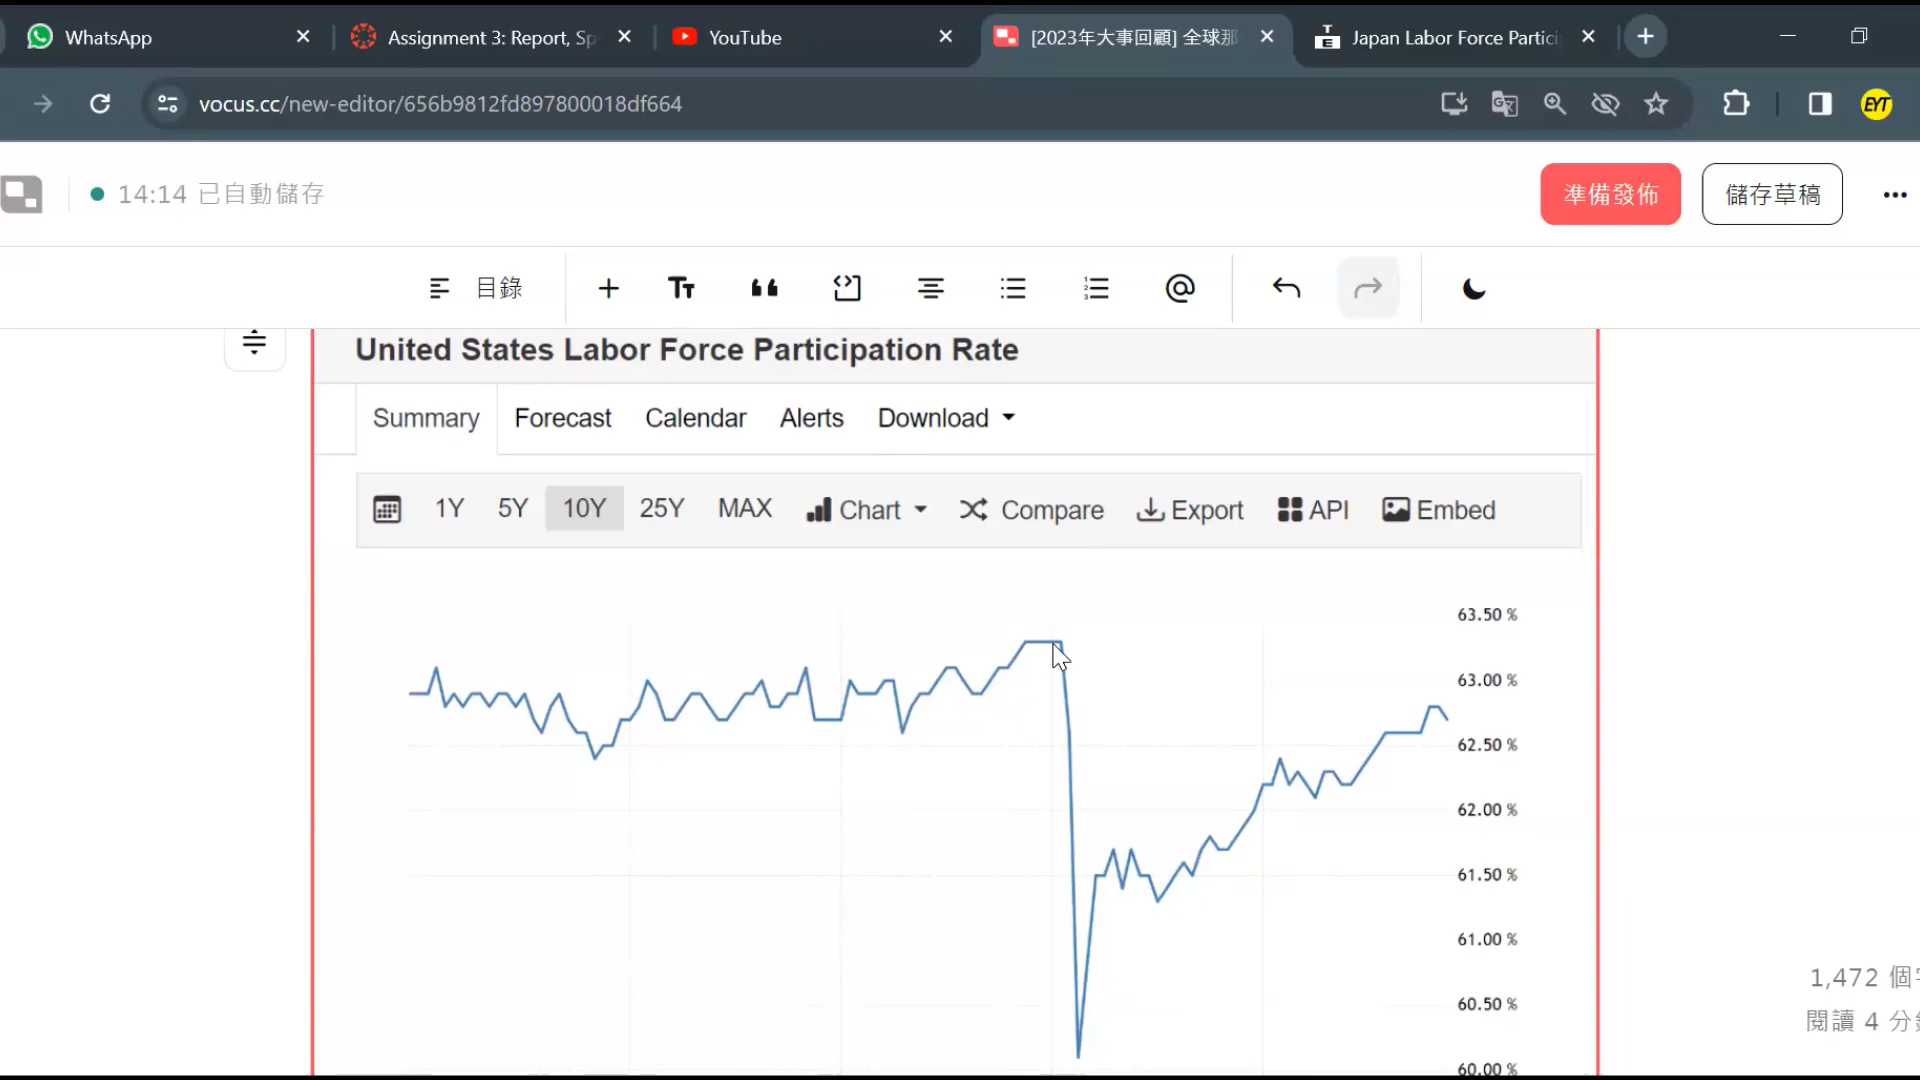 WhatsApp
Assignment 3: Report, Sp
YouTube
[2023年大事回顧] 全球那
Japan Labor Force Partici
vocus.cc/new-editor/656b9812fd897800018df664
EYT
14:14 已自動儲存
準備發佈
儲存草稿
目錄
United States Labor Force Participation Rate
Summary Forecast Calendar Alerts Download
1Y 5Y 10Y 25Y MAX Chart Compare Export API Embed
63.50 %
63.00 %
62.50 %
62.00 %
61.50 %
61.00 %
60.50 %
60.00 %
1,472 個字
閱讀 4 分鐘